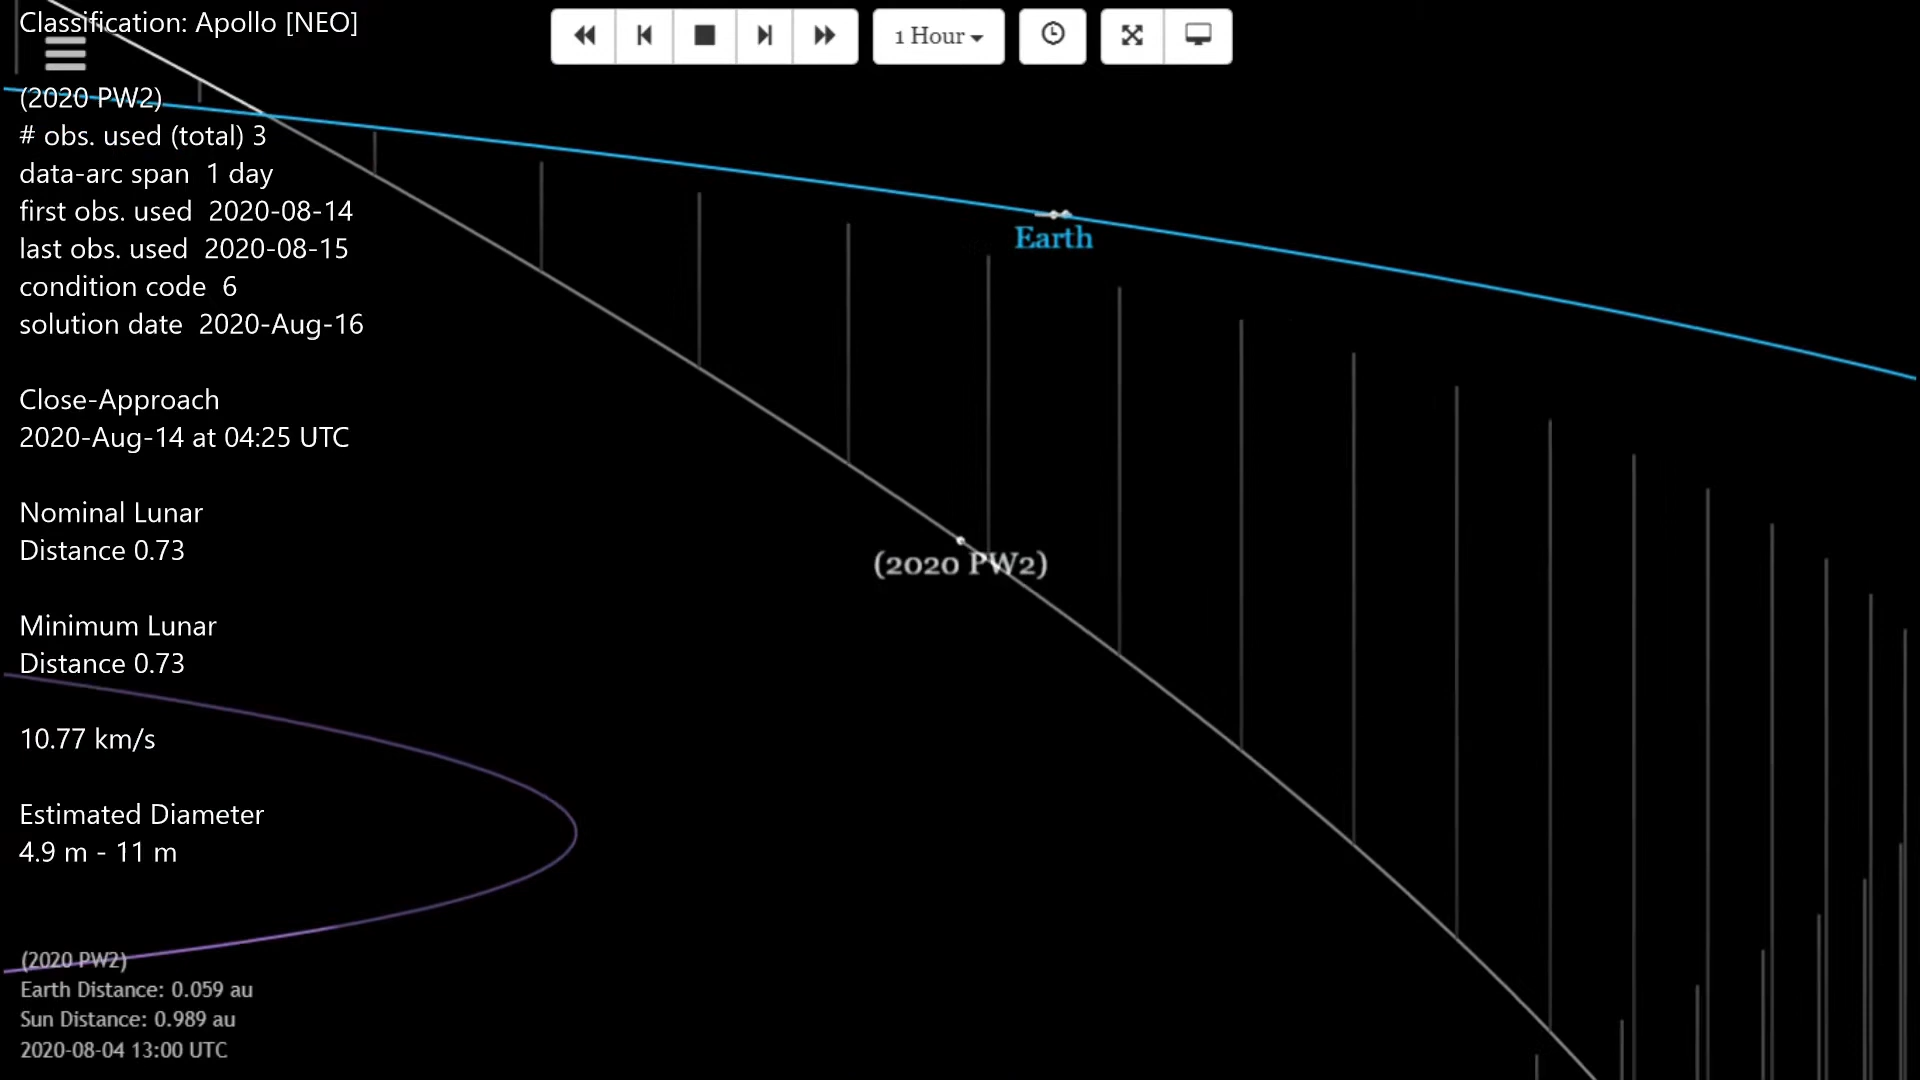 Classification: Apollo [NEO]
1 Hour
(2020 PW2)
# obs. used (total) 3
data-arc span 1 day
first obs. used 2020-08-14
last obs. used 2020-08-15
condition code 6
solution date 2020-Aug-16
Close-Approach
2020-Aug-14 at 04:25 UTC
Nominal Lunar
Distance 0.73
Minimum Lunar
Distance 0.73
10.77 km/s
Estimated Diameter
4.9 m - 11 m
Earth
(2020 PW2)
(2020 PW2)
Earth Distance: 0.059 au
Sun Distance: 0.989 au
2020-08-04 13:00 UTC